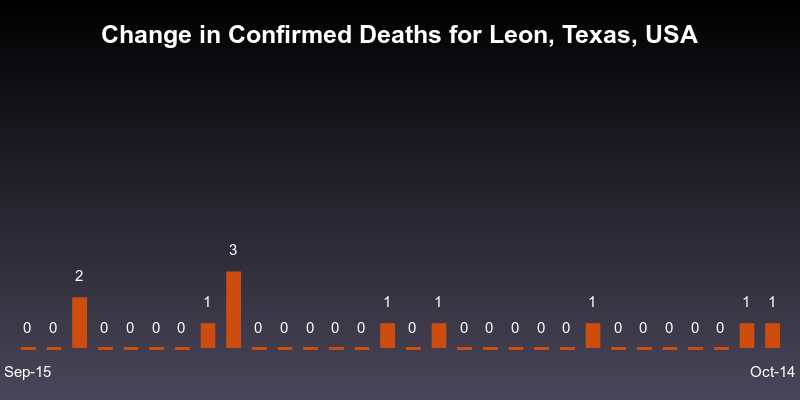 Change in Confirmed Deaths for Leon, Texas, USA
3
2
1 1 1 1 1 1
0 0 0 0 0 0 0 0 0 0 0 0 0 0 0 0 0 0 0 0 0 0
Sep-15 Oct-14